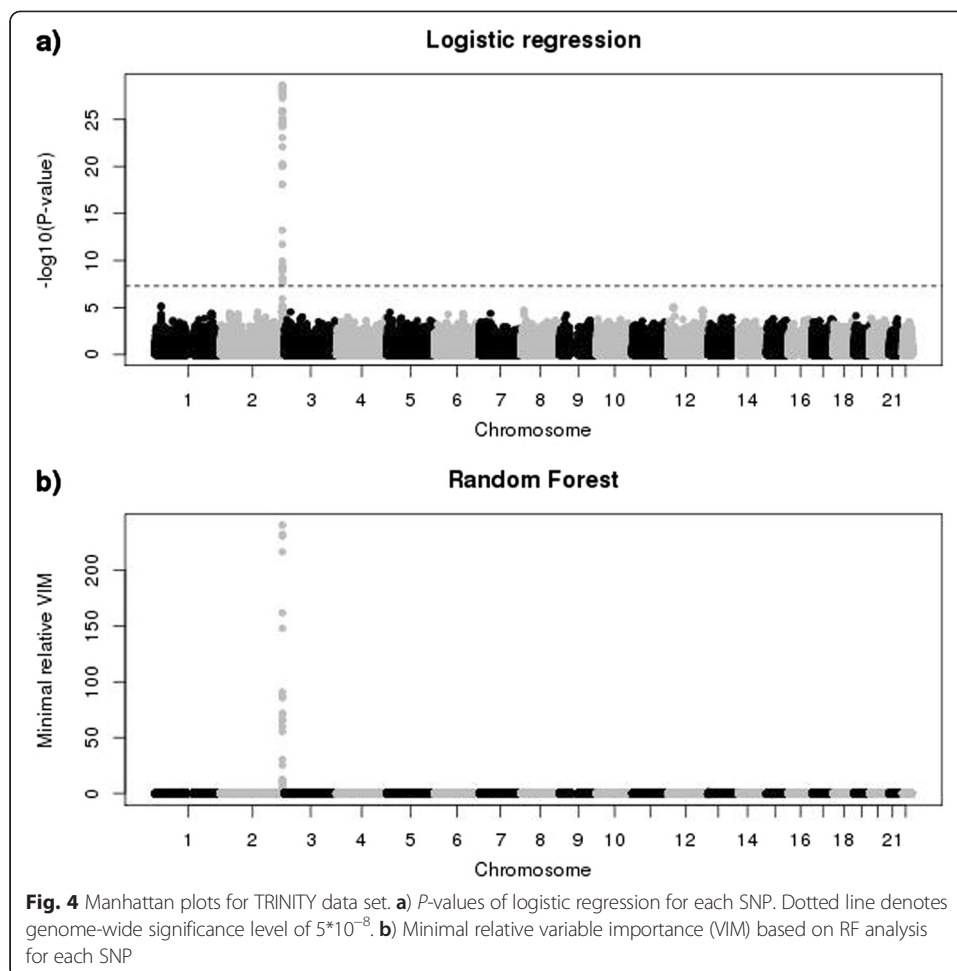 a)
Logistic regression
-log10(P-value)
25
20
15
10
5
0
1 2 3 4 5 6 7 8 9 10 12 14 16 18 21
Chromosome
b)
Random Forest
Minimal relative VIM
200
150
100
50
0
1 2 3 4 5 6 7 8 9 10 12 14 16 18 21
Chromosome
Fig. 4 Manhattan plots for TRINITY data set. a) P-values of logistic regression for each SNP. Dotted line denotes
genome-wide significance level of 5*10⁻⁸. b) Minimal relative variable importance (VIM) based on RF analysis
for each SNP